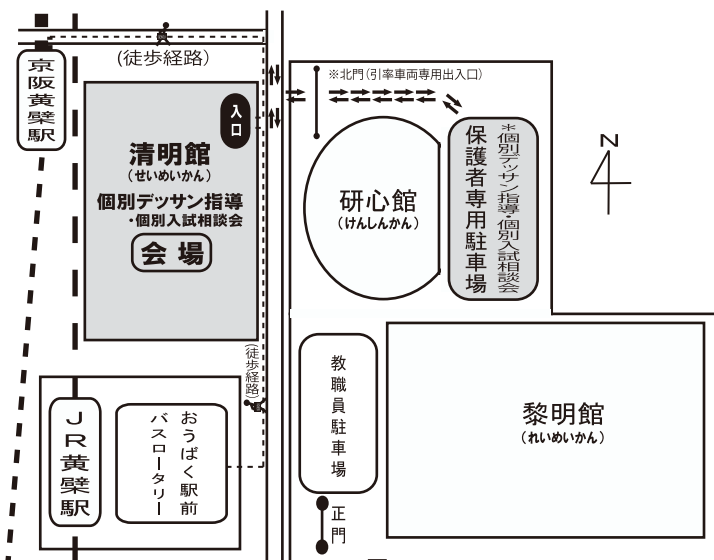 (徒歩経路)
京阪黄檗駅
入口
清明館
(せいめいかん)
個別デッサン指導
・個別入試相談会
会場
※北門(引率車両専用出入口)
研心館
(けんしんかん)
※個別デッサン指導・個別入試相談会
保護者専用駐車場
N
(徒歩経路)
JR黄檗駅
おうばく駅前
バスロータリー
教職員駐車場
正門
黎明館
(れいめいかん)